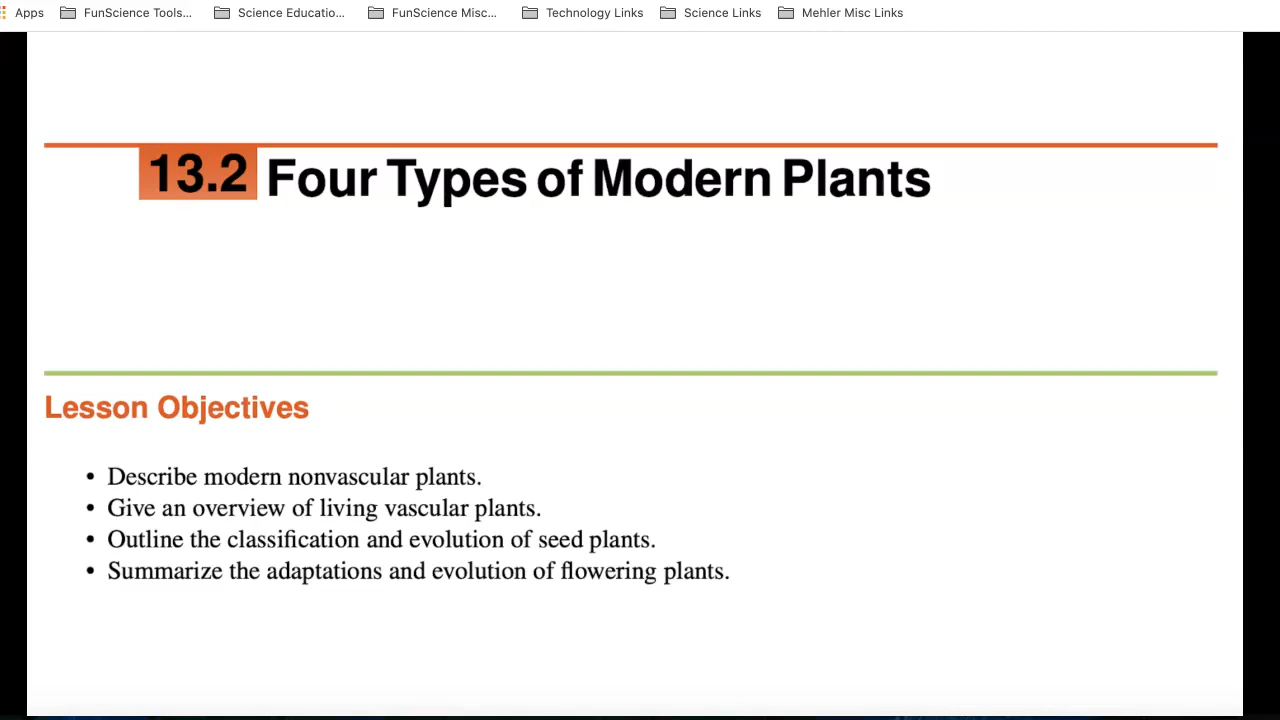 Apps FunScience Tools... Science Educatio... FunScience Misc... Technology Links Science Links Mehler Misc Links
13.2 Four Types of Modern Plants
Lesson Objectives
• Describe modern nonvascular plants.
• Give an overview of living vascular plants.
• Outline the classification and evolution of seed plants.
• Summarize the adaptations and evolution of flowering plants.